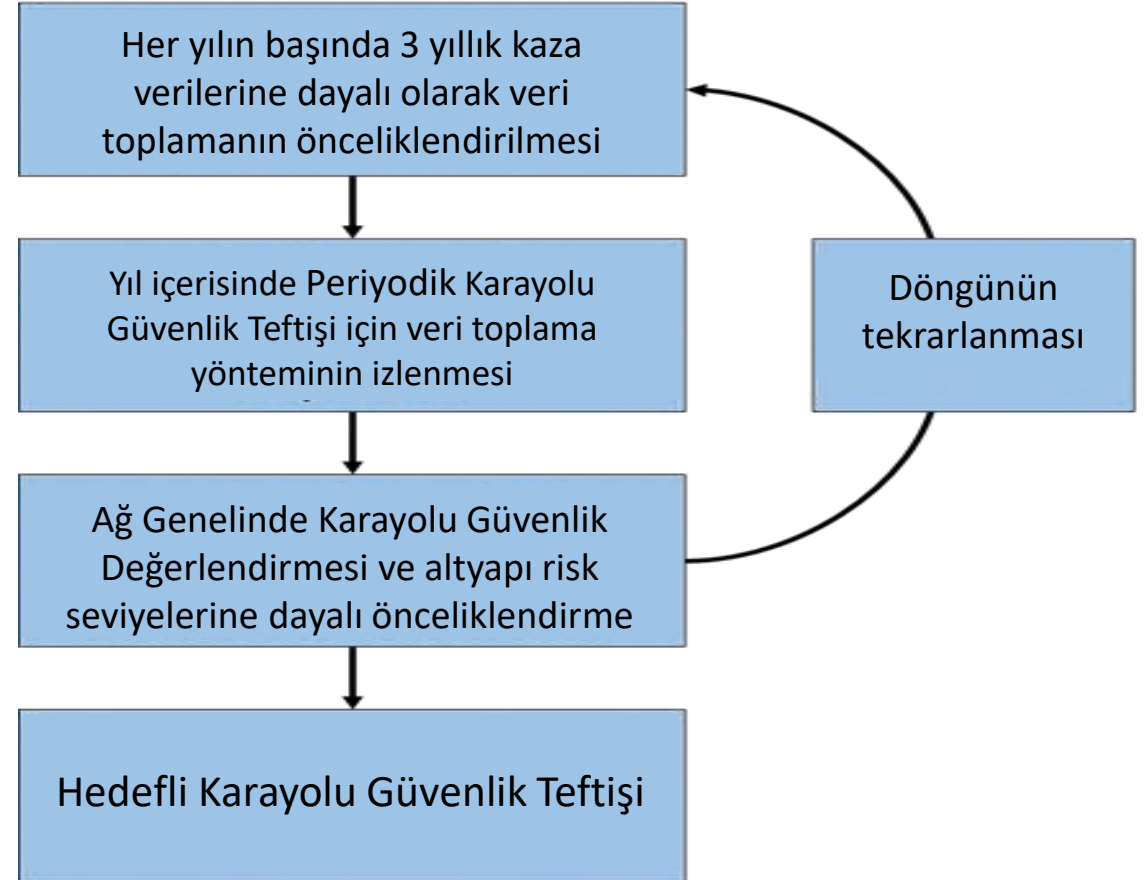 Her yılın başında 3 yıllık kaza
verilerine dayalı olarak veri
toplamanın önceliklendirilmesi
Yıl içerisinde Periyodik Karayolu
Güvenlik Teftişi için veri toplama
yönteminin izlenmesi
Döngünün
tekrarlanması
Ağ Genelinde Karayolu Güvenlik
Değerlendirmesi ve altyapı risk
seviyelerine dayalı önceliklendirme
Hedefli Karayolu Güvenlik Teftişi